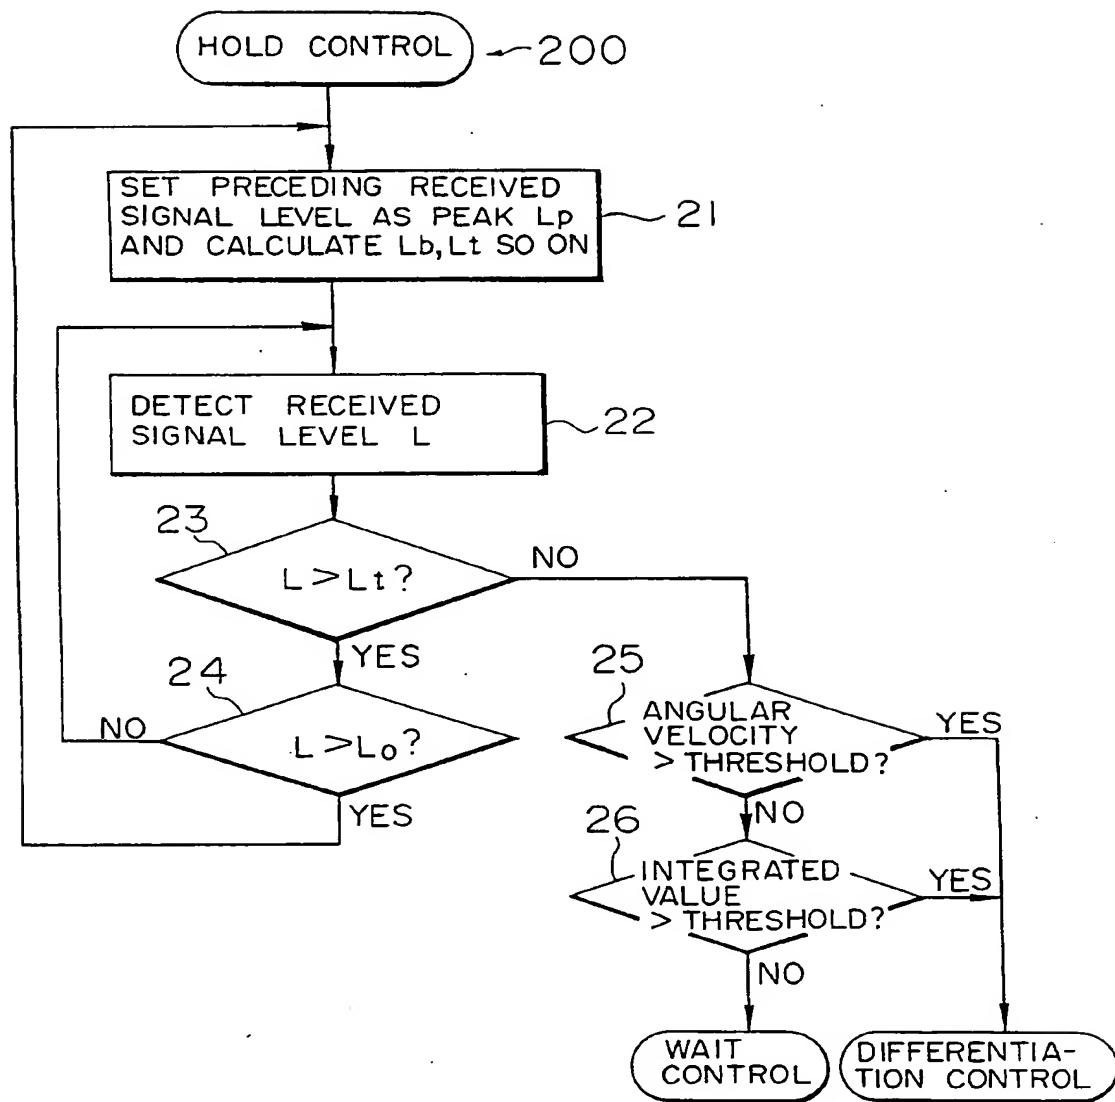 HOLD CONTROL
200
SET PRECEDING RECEIVED
SIGNAL LEVEL AS PEAK Lp
AND CALCULATE Lb, Lt SO ON
21
DETECT RECEIVED
SIGNAL LEVEL L
22
23
L > Lt?
NO
YES
24
L > Lo?
NO
YES
25
ANGULAR
VELOCITY
> THRESHOLD?
YES
NO
26
INTEGRATED
VALUE
> THRESHOLD?
YES
NO
WAIT
CONTROL
DIFFERENTIA-
TION CONTROL